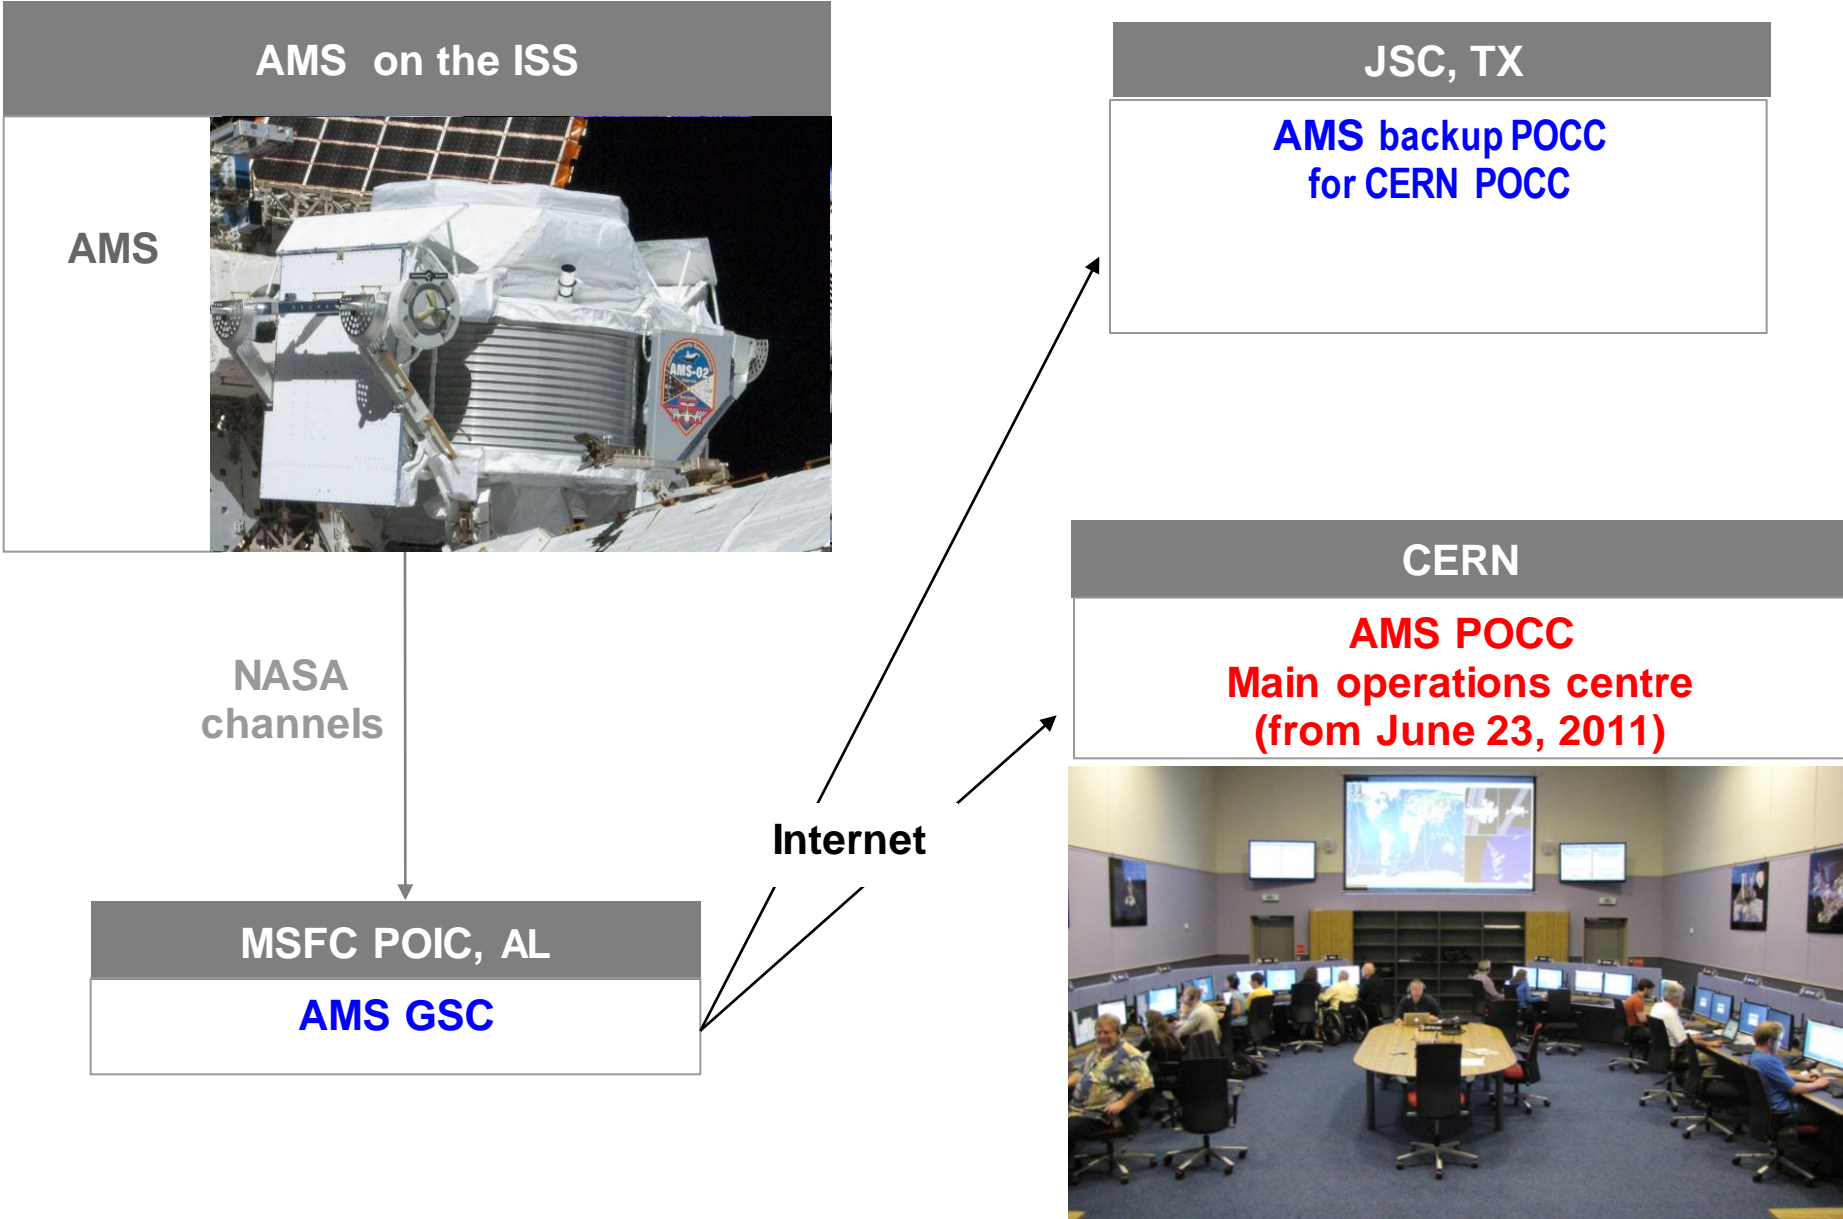 AMS on the ISS
AMS
AMS-02
NASA
channels
MSFC POIC, AL
AMS GSC
Internet
JSC, TX
AMS backup POCC
for CERN POCC
CERN
AMS POCC
Main operations centre
(from June 23, 2011)